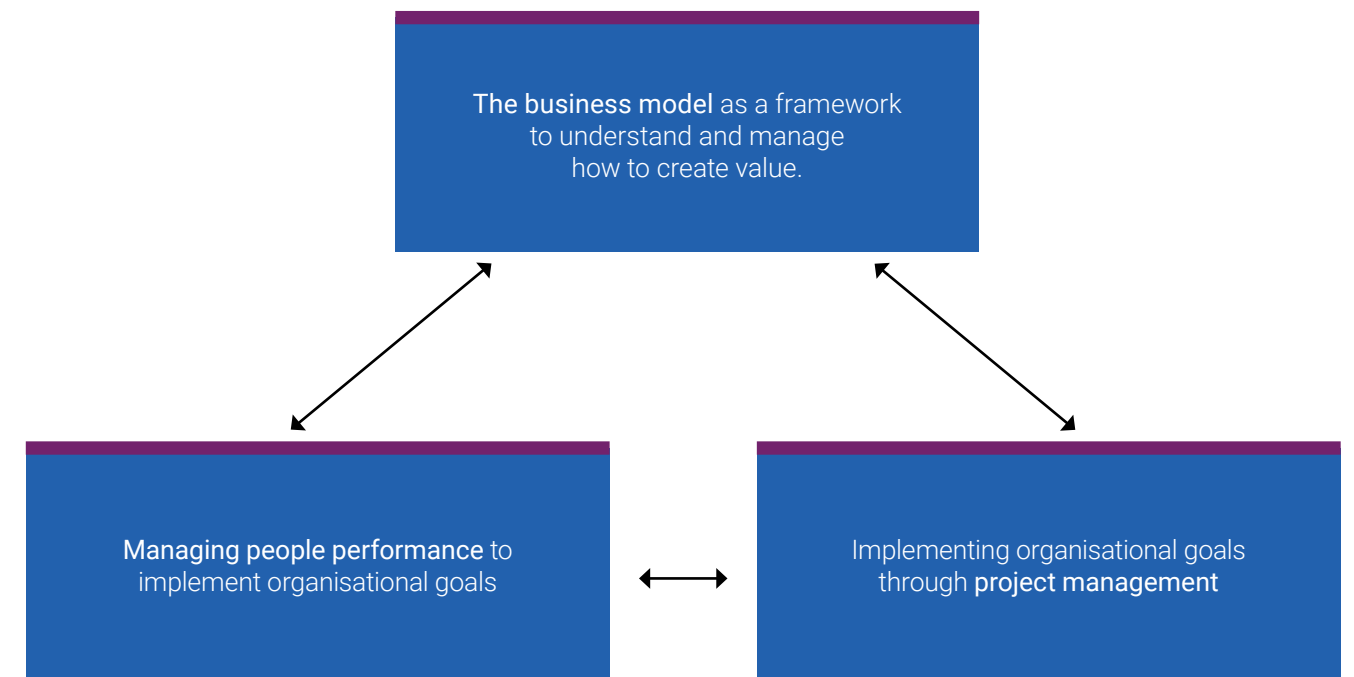 The business model as a framework
to understand and manage
how to create value.
Managing people performance to
implement organisational goals
Implementing organisational goals
through project management